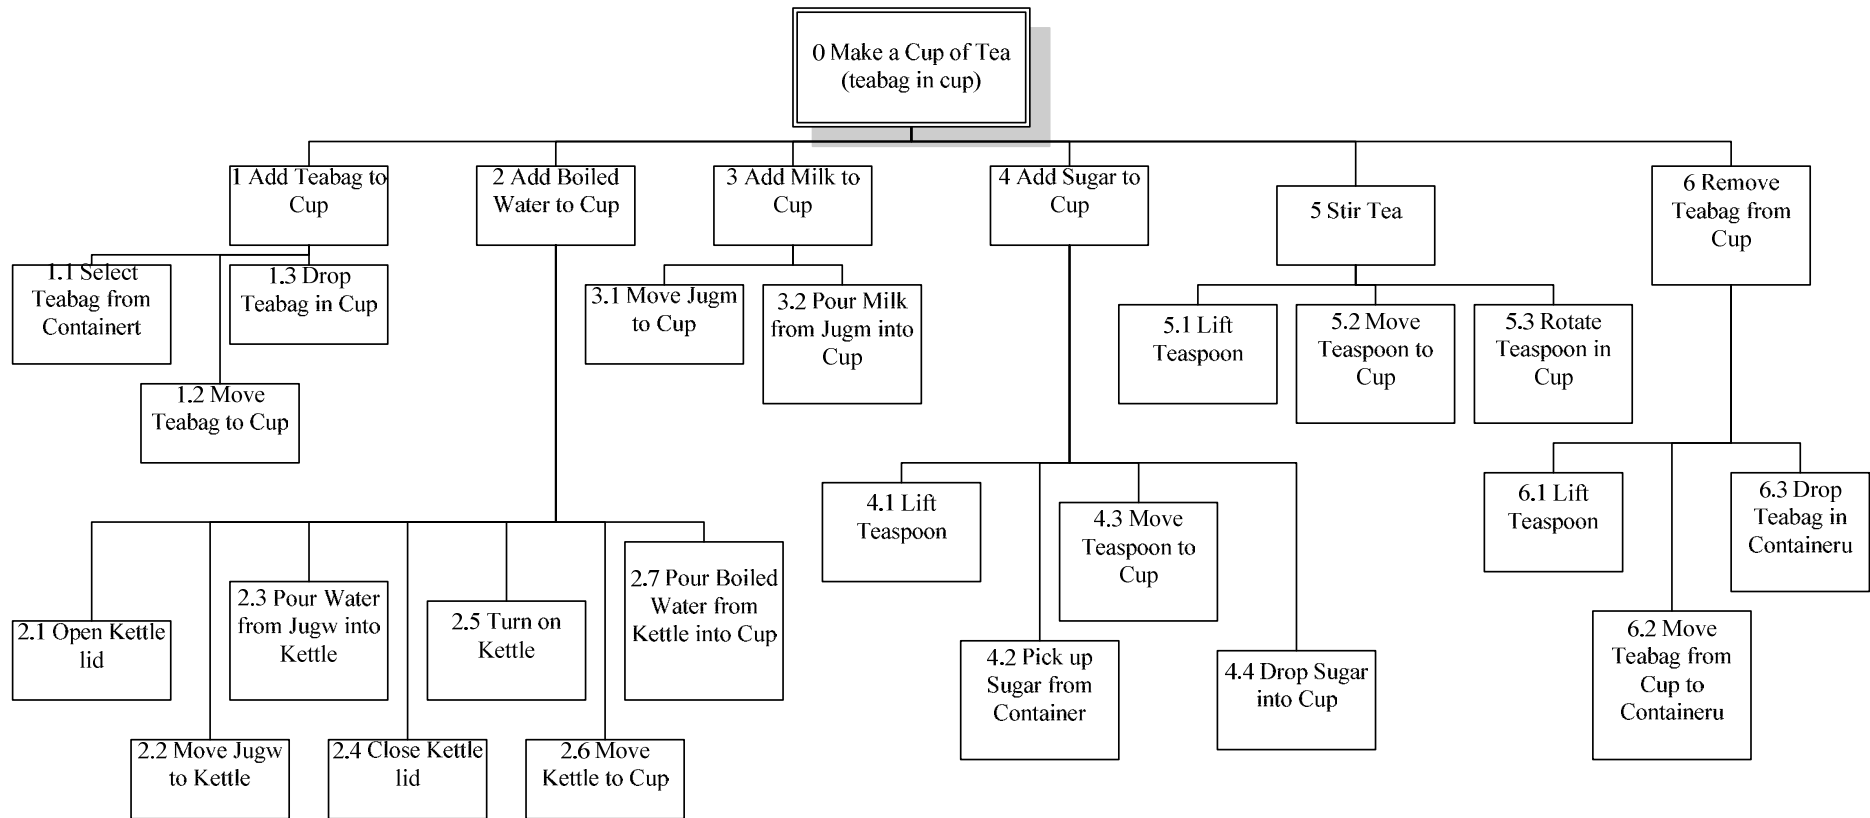 0 Make a Cup of Tea
(teabag in cup)
1 Add Teabag to
Cup
2 Add Boiled
Water to Cup
3 Add Milk to
Cup
4 Add Sugar to
Cup
5 Stir Tea
6 Remove
Teabag from
Cup
1.1 Select
Teabag from
Containert
1.2 Move
Teabag to Cup
1.3 Drop
Teabag in Cup
2.1 Open Kettle
lid
2.2 Move Jugw
to Kettle
2.3 Pour Water
from Jugw into
Kettle
2.4 Close Kettle
lid
2.5 Turn on
Kettle
2.6 Move
Kettle to Cup
2.7 Pour Boiled
Water from
Kettle into Cup
3.1 Move Jugm
to Cup
3.2 Pour Milk
from Jugm into
Cup
4.1 Lift
Teaspoon
4.2 Pick up
Sugar from
Container
4.3 Move
Teaspoon to
Cup
4.4 Drop Sugar
into Cup
5.1 Lift
Teaspoon
5.2 Move
Teaspoon to
Cup
5.3 Rotate
Teaspoon in
Cup
6.1 Lift
Teaspoon
6.2 Move
Teabag from
Cup to
Containeru
6.3 Drop
Teabag in
Containeru